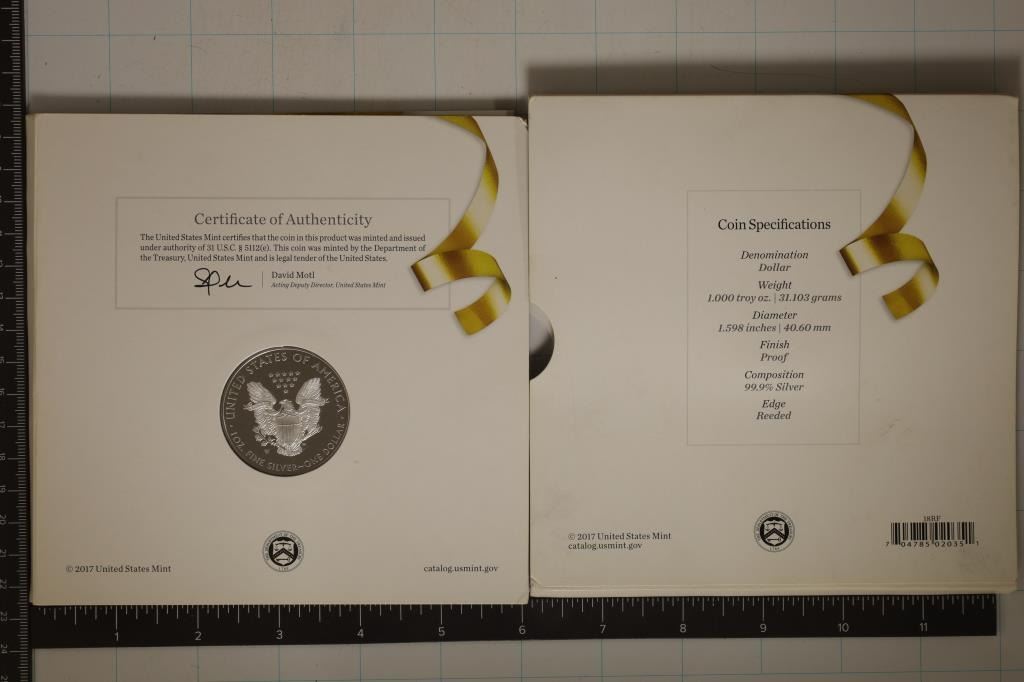 Certificate of Authenticity
The United States Mint certifies that the coin in this product was minted and issued
under authority of 31 U.S.C. § 5112(e). This coin was minted by the Department of
the Treasury, United States Mint and is legal tender of the United States.
David Motl
Acting Deputy Director, United States Mint
UNITED STATES OF AMERICA
1 OZ. FINE SILVER~ONE DOLLAR
© 2017 United States Mint
catalog.usmint.gov
Coin Specifications
Denomination
Dollar
Weight
1.000 troy oz. | 31.103 grams
Diameter
1.598 inches | 40.60 mm
Finish
Proof
Composition
99.9% Silver
Edge
Reeded
© 2017 United States Mint
catalog.usmint.gov
18RF
7 04785 02035 1
1 2 3 4 5 6 7 8 9 10 11